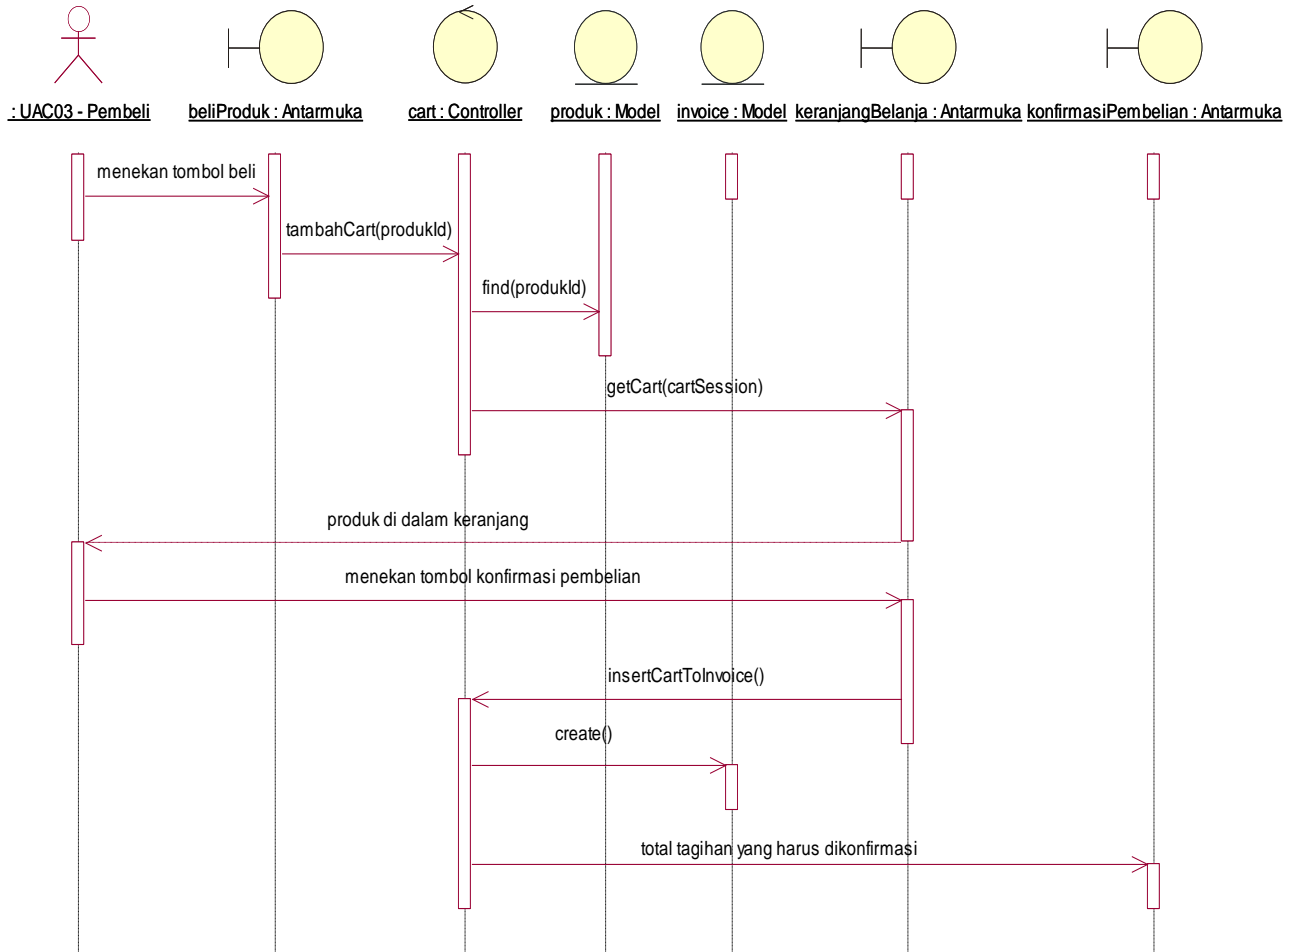 : UAC03 - Pembeli
beliProduk : Antarmuka
cart : Controller
produk : Model
invoice : Model
keranjangBelanja : Antarmuka
konfirmasiPembelian : Antarmuka
menekan tombol beli
tambahCart(produkId)
find(produkId)
getCart(cartSession)
produk di dalam keranjang
menekan tombol konfirmasi pembelian
insertCartToInvoice()
create()
total tagihan yang harus dikonfirmasi